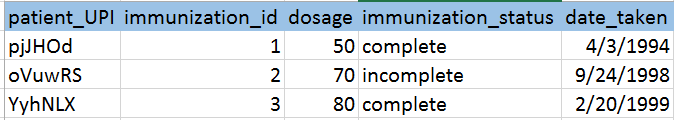 patient_UPI immunization_id dosage immunization_status date_taken
pjJHOd 1 50 complete 4/3/1994
oVuwRS 2 70 incomplete 9/24/1998
YyhNLX 3 80 complete 2/20/1999